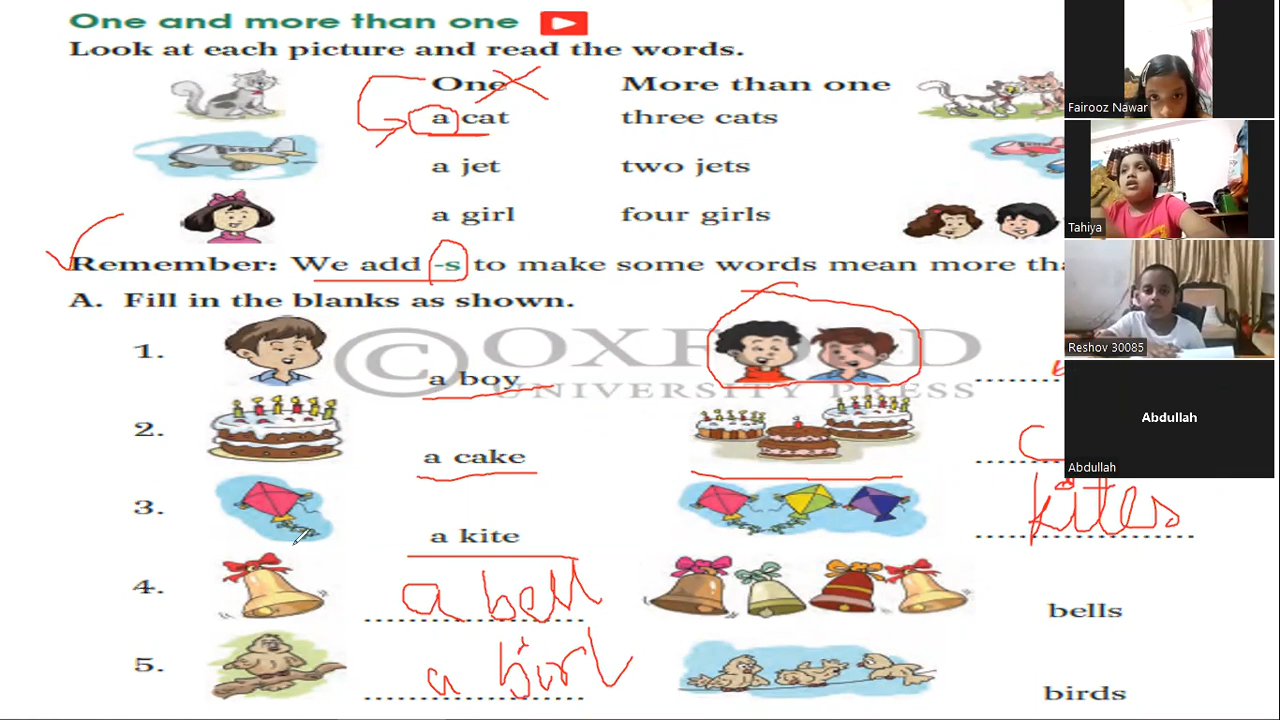 One and more than one
Look at each picture and read the words.
One More than one
a cat three cats
a jet two jets
a girl four girls
Remember: We add -s to make some words mean more
A. Fill in the blanks as shown.
1. a boy
© OXFORD
UNIVERSITY PRESS
2. a cake
3. a kite kites
4. a bell bells
5. a bird birds
Fairooz Nawar
Tahiya
Reshov 30085
Abdullah
Abdullah